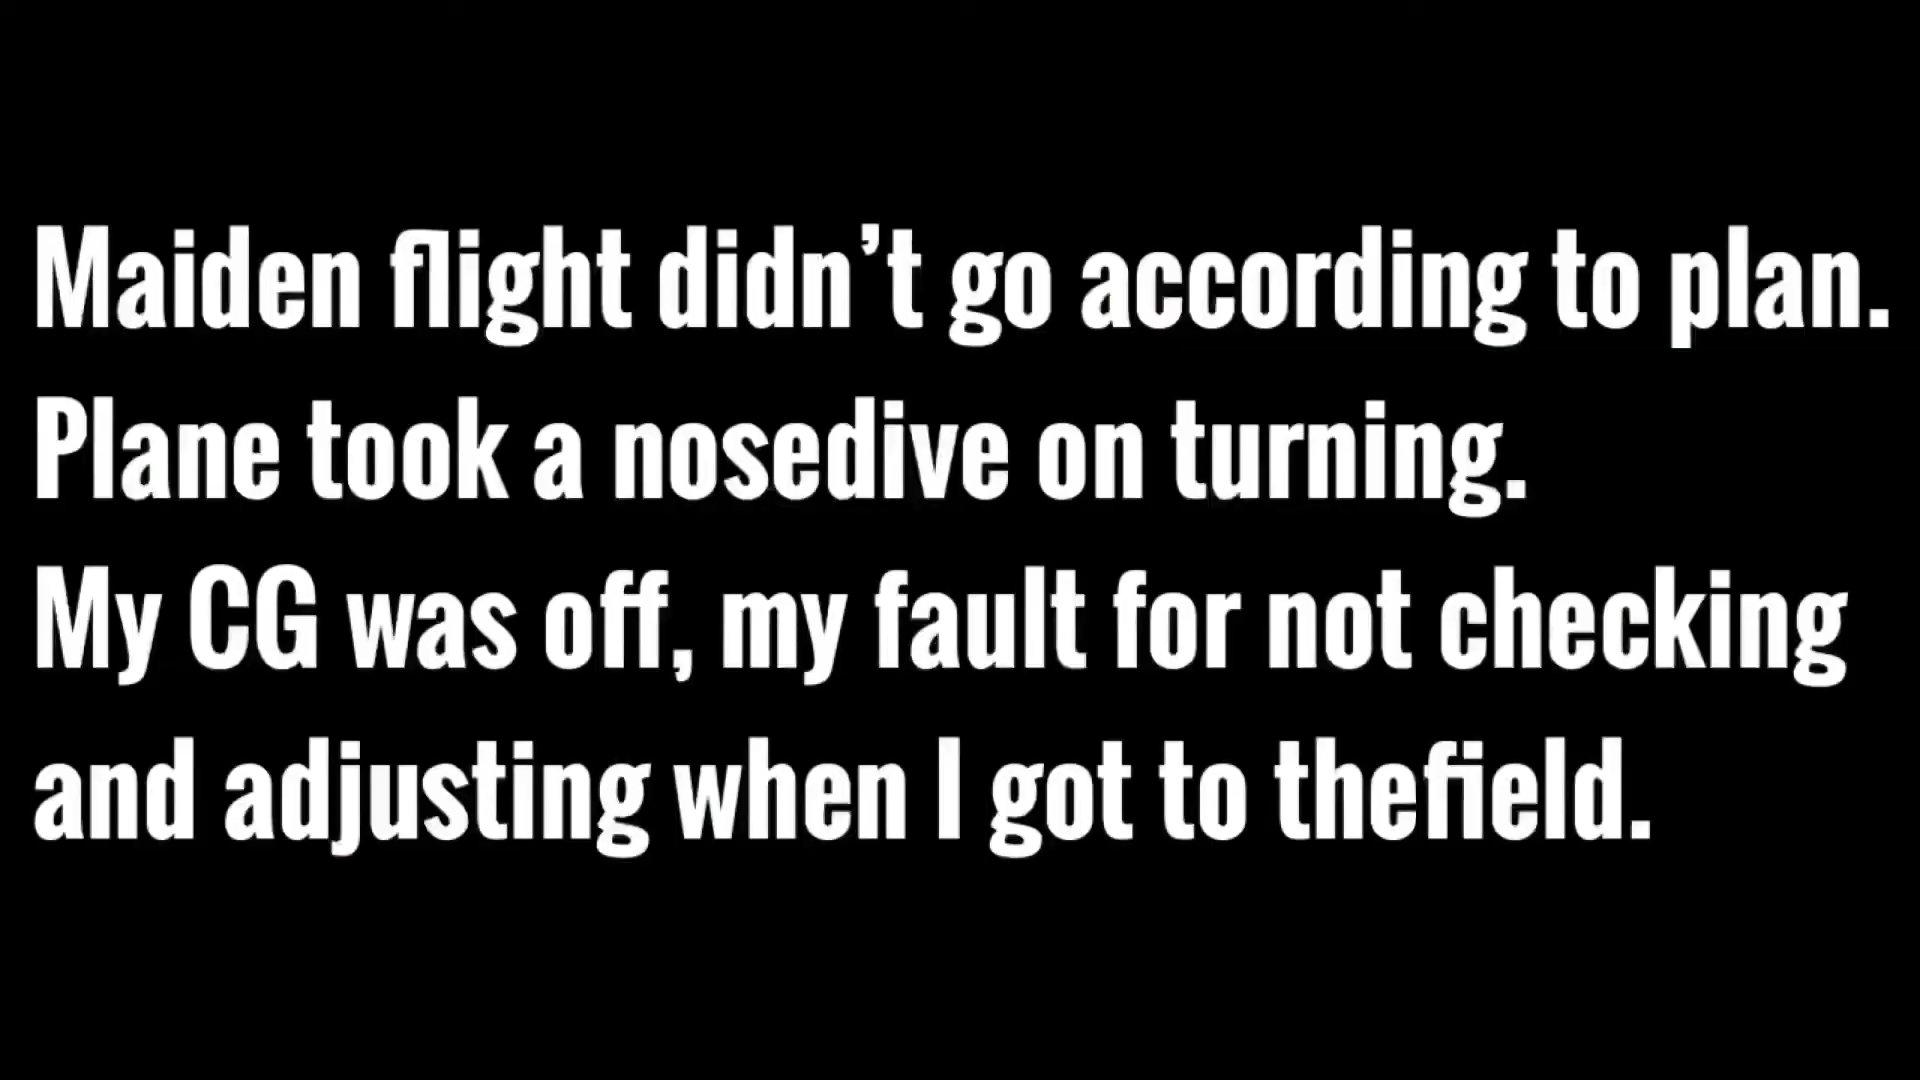 Maiden flight didn’t go according to plan.
Plane took a nosedive on turning.
My CG was off, my fault for not checking
and adjusting when I got to thefield.